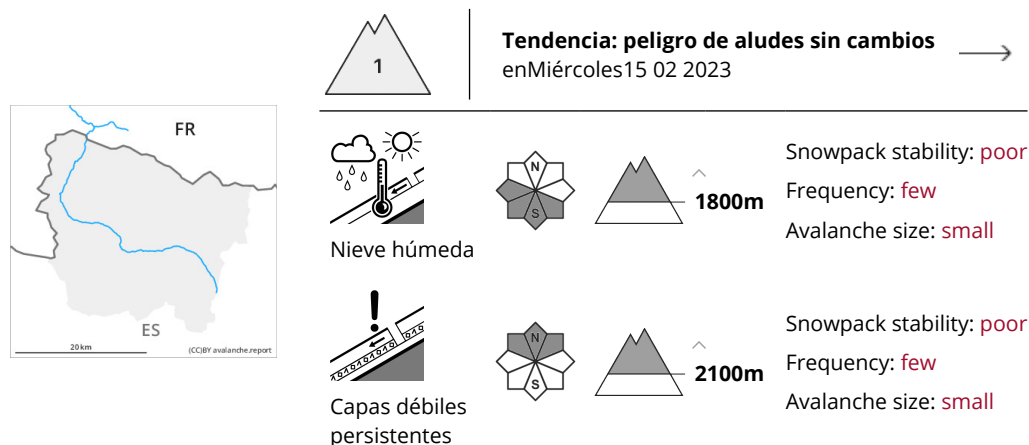 1
Tendencia: peligro de aludes sin cambios
enMiércoles15 02 2023
FR
ES
20 km
(CC)BY avalanche.report
N
S
1800m
Snowpack stability: poor
Frequency: few
Avalanche size: small
Nieve húmeda
N
S
2100m
Snowpack stability: poor
Frequency: few
Avalanche size: small
Capas débiles
persistentes